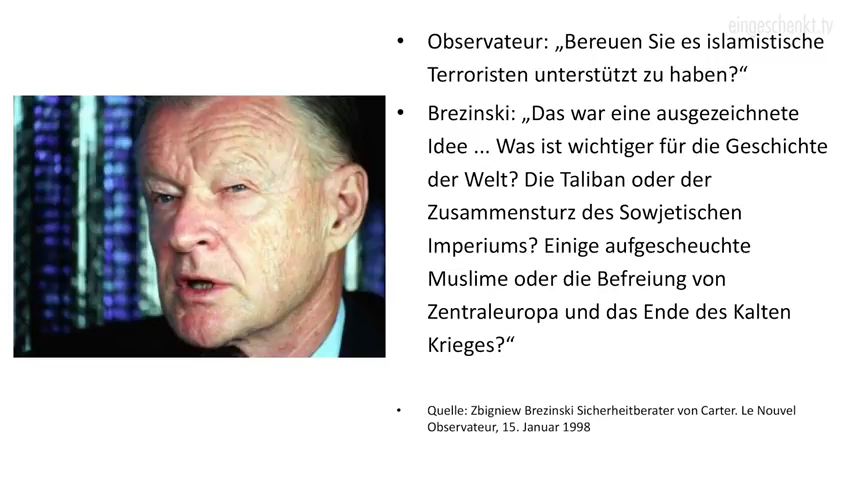 eingeschenkt.tv
• Observateur: „Bereuen Sie es islamistische
Terroristen unterstützt zu haben?“
• Brezinski: „Das war eine ausgezeichnete
Idee ... Was ist wichtiger für die Geschichte
der Welt? Die Taliban oder der
Zusammensturz des Sowjetischen
Imperiums? Einige aufgescheuchte
Muslime oder die Befreiung von
Zentraleuropa und das Ende des Kalten
Krieges?“
• Quelle: Zbigniew Brezinski Sicherheitberater von Carter. Le Nouvel
Observateur, 15. Januar 1998